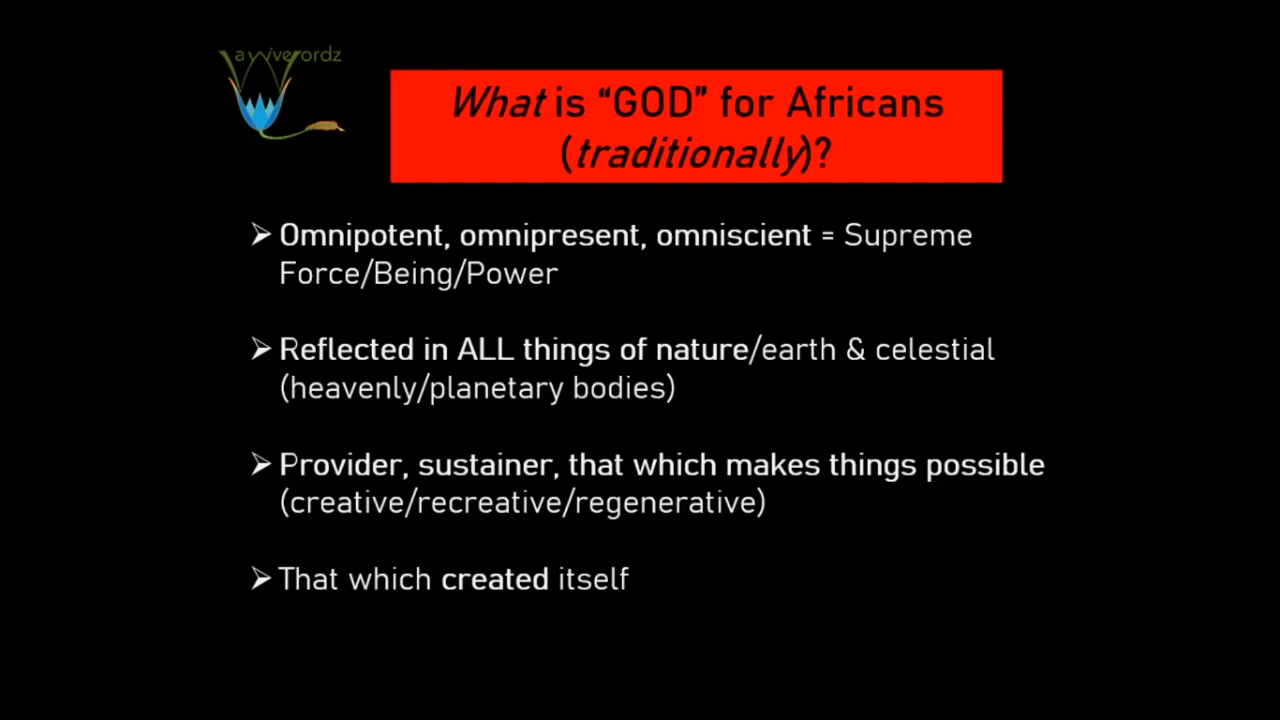 What is “GOD” for Africans
(traditionally)?
➢ Omnipotent, omnipresent, omniscient = Supreme
Force/Being/Power
➢ Reflected in ALL things of nature/earth & celestial
(heavenly/planetary bodies)
➢ Provider, sustainer, that which makes things possible
(creative/recreative/regenerative)
➢ That which created itself